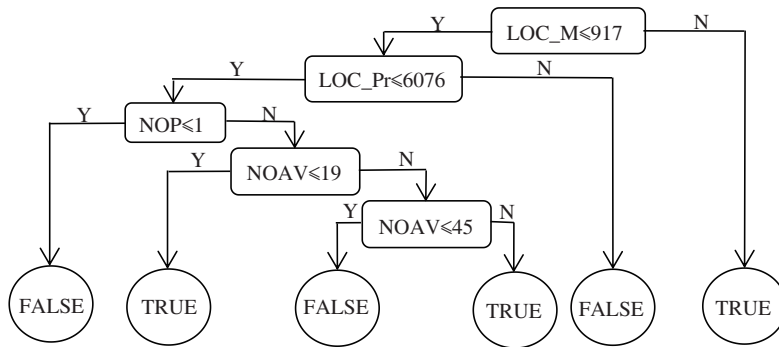 Y
LOC_M⩽917
N
Y
LOC_Pr⩽6076
N
Y
NOP⩽1
N
Y
NOAV⩽19
N
Y
NOAV⩽45
N
FALSE
TRUE
FALSE
TRUE
FALSE
TRUE